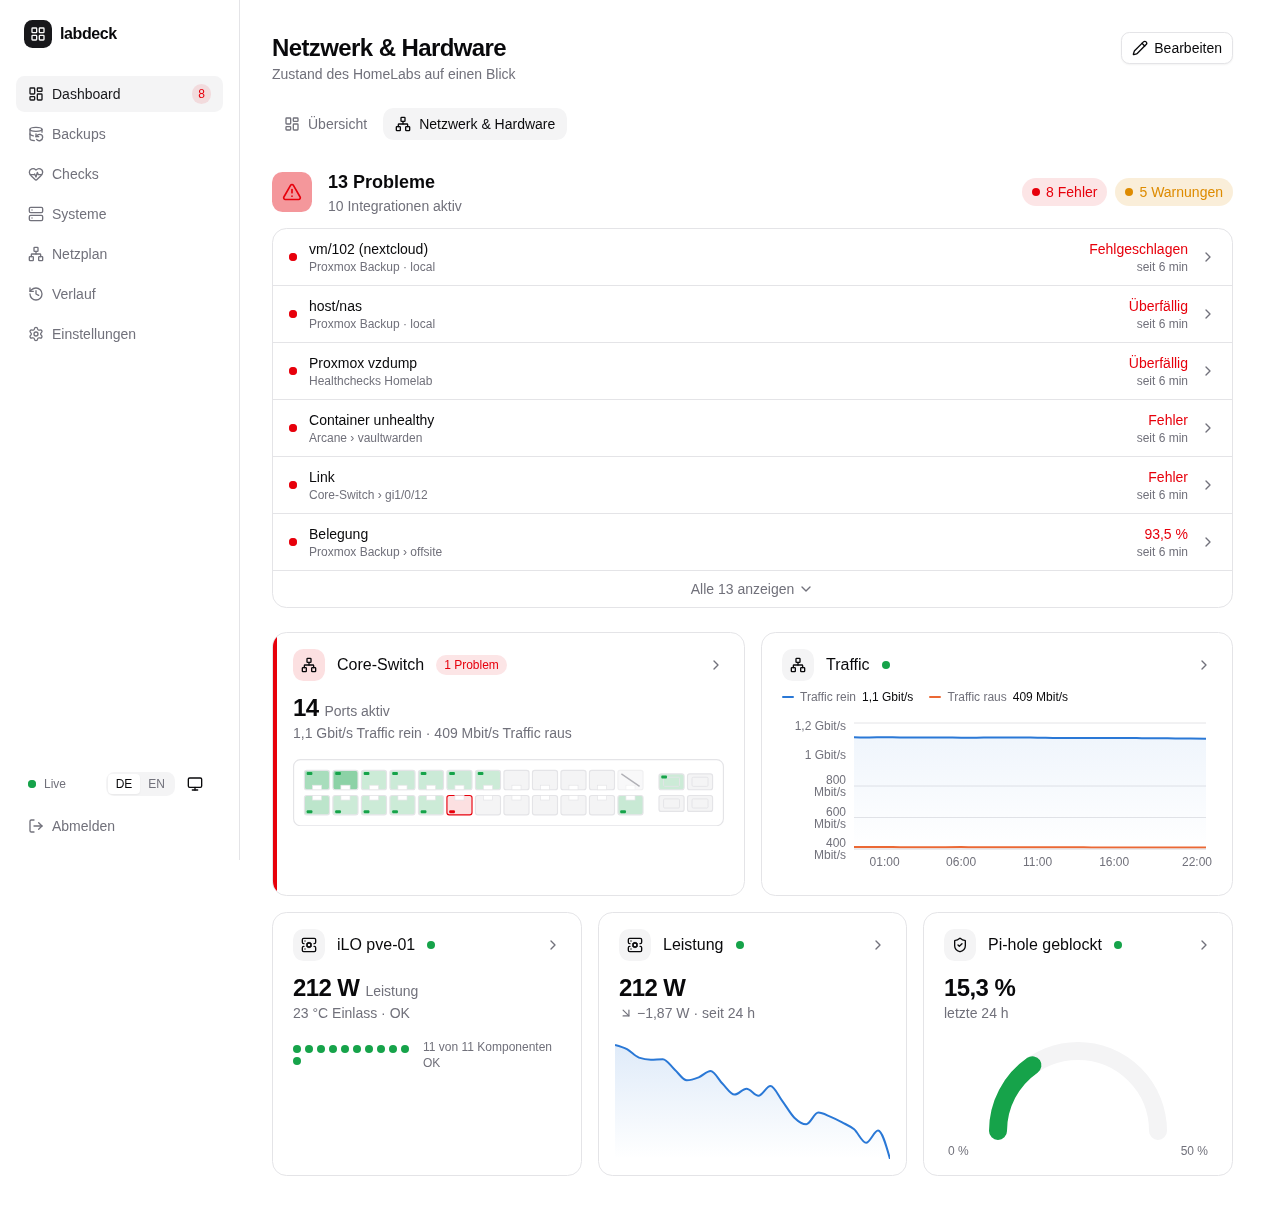 labdeck
Dashboard 8
Backups
Checks
Systeme
Netzplan
Verlauf
Einstellungen
Live DE EN
Abmelden
Netzwerk & Hardware
Bearbeiten
Zustand des HomeLabs auf einen Blick
Übersicht Netzwerk & Hardware
13 Probleme
10 Integrationen aktiv
8 Fehler 5 Warnungen
vm/102 (nextcloud) Fehlgeschlagen
Proxmox Backup · local seit 6 min
host/nas Überfällig
Proxmox Backup · local seit 6 min
Proxmox vzdump Überfällig
Healthchecks Homelab seit 6 min
Container unhealthy Fehler
Arcane › vaultwarden seit 6 min
Link Fehler
Core-Switch › gi1/0/12 seit 6 min
Belegung 93,5 %
Proxmox Backup › offsite seit 6 min
Alle 13 anzeigen
Core-Switch 1 Problem
14 Ports aktiv
1,1 Gbit/s Traffic rein · 409 Mbit/s Traffic raus
Traffic
Traffic rein 1,1 Gbit/s Traffic raus 409 Mbit/s
1,2 Gbit/s
1 Gbit/s
800
Mbit/s
600
Mbit/s
400
Mbit/s
01:00 06:00 11:00 16:00 22:00
iLO pve-01
212 W Leistung
23 °C Einlass · OK
11 von 11 Komponenten
OK
Leistung
212 W
−1,87 W · seit 24 h
Pi-hole geblockt
15,3 %
letzte 24 h
0 % 50 %